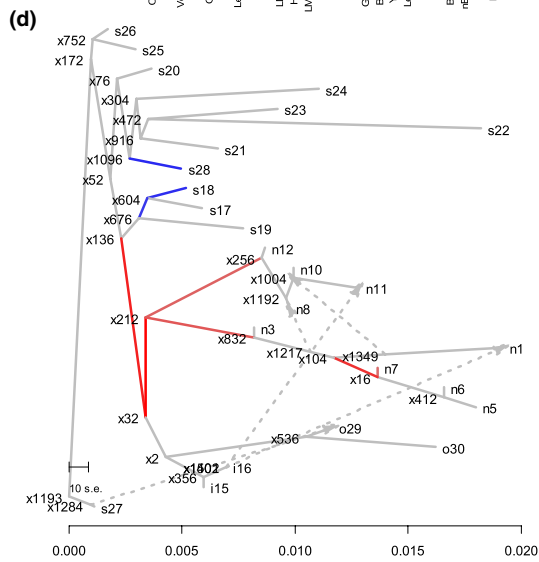 (d)
s26
x752
s25
x172
s20
x76
s24
x304
s23
x472
s22
x916
s21
x1096
s28
x52
s18
x604
s17
x676
s19
x136
n12
x256
n10
x1004
n11
x1192
n8
x212
n3
x832
n1
x1217
x104
x1349
n7
x16
n6
x412
n5
x32
o29
x536
o30
x2
i16
x356
i15
10 s.e.
x1193
x1284
s27
0.000 0.005 0.010 0.015 0.020